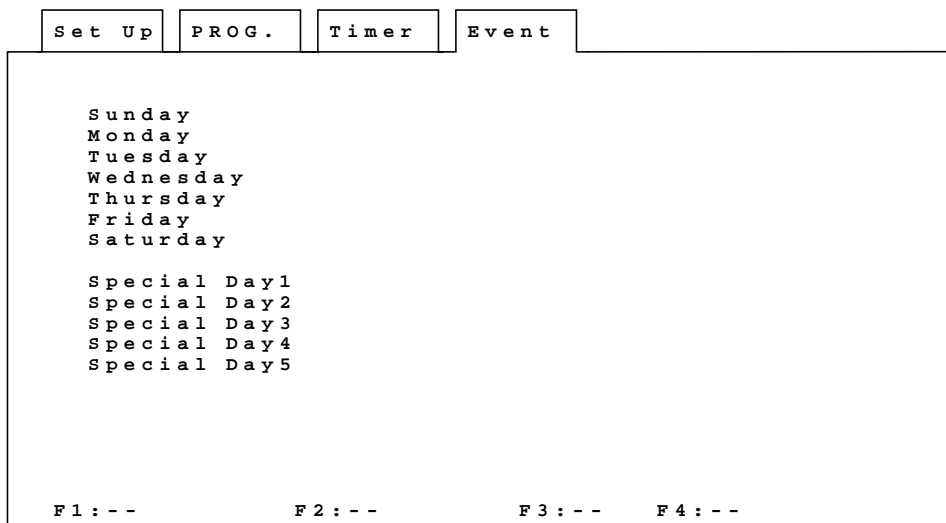 Set Up PROG. Timer Event
Sunday
Monday
Tuesday
Wednesday
Thursday
Friday
Saturday
Special Day1
Special Day2
Special Day3
Special Day4
Special Day5
F1:-- F2:-- F3:-- F4:--